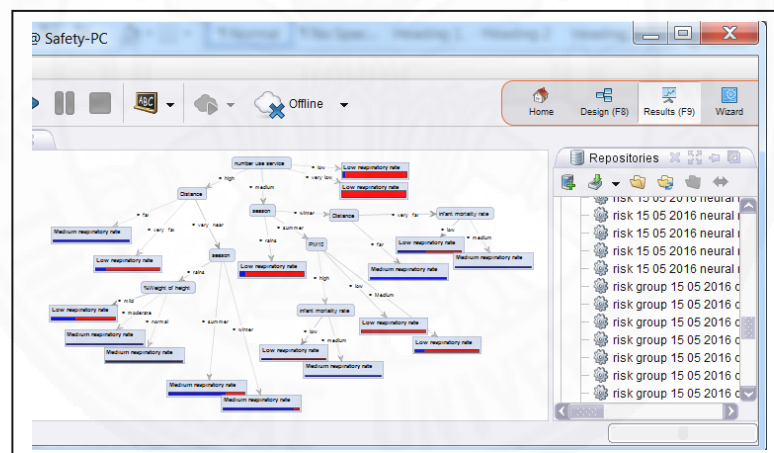 @ Safety-PC
Offline
Home
Design (F8)
Results (F9)
Wizard
Repositories
number use service
low
Low respiratory rate
very low
Low respiratory rate
high
medium
Distance
season
winter
Distance
very far
infant mortality rate
far
very far
very near
summer
PM10
low
medium
Medium respiratory rate
Low respiratory rate
Medium respiratory rate
season
rains
far
Medium respiratory rate
Low respiratory rate
Low respiratory rate
rains
high
low
Medium
%Wieght of height
infant mortality rate
mild
moderate
normal
summer
winter
Low respiratory rate
Low respiratory rate
Medium respiratory rate
low
medium
Low respiratory rate
Medium respiratory rate
Low respiratory rate
Medium respiratory rate
Medium respiratory rate
Medium respiratory rate
risk 15 05 2016 neural
risk 15 05 2016 neural
risk 15 05 2016 neural
risk 15 05 2016 neural
risk 15 05 2016 neural
risk group 15 05 2016 c
risk group 15 05 2016 c
risk group 15 05 2016 c
risk group 15 05 2016 c
risk group 15 05 2016 c
risk group 15 05 2016 c